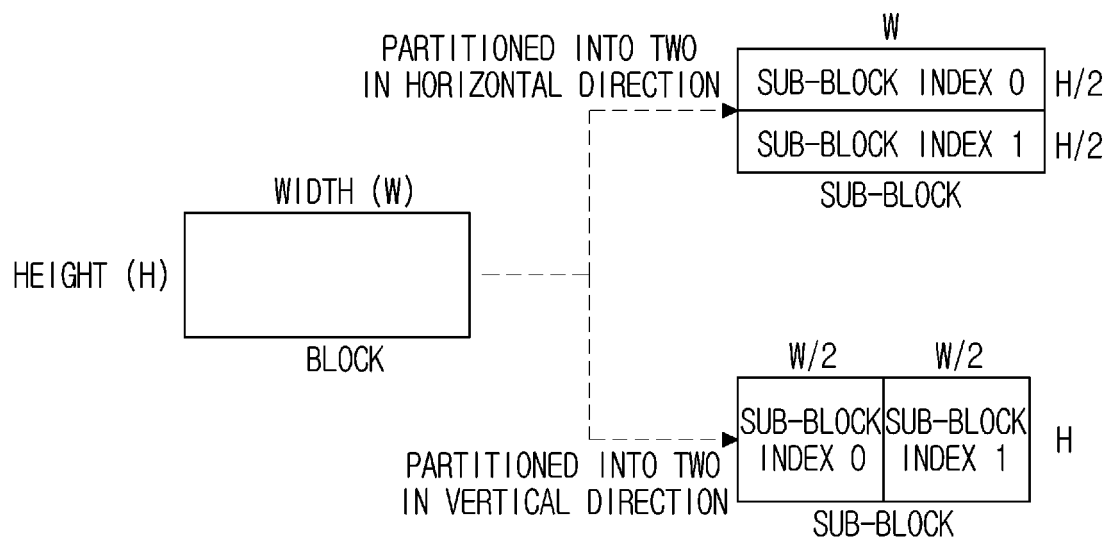 W
PARTITIONED INTO TWO
IN HORIZONTAL DIRECTION
SUB-BLOCK INDEX 0
H/2
SUB-BLOCK INDEX 1
H/2
SUB-BLOCK
WIDTH (W)
HEIGHT (H)
BLOCK
W/2
W/2
SUB-BLOCK
INDEX 0
SUB-BLOCK
INDEX 1
H
PARTITIONED INTO TWO
IN VERTICAL DIRECTION
SUB-BLOCK